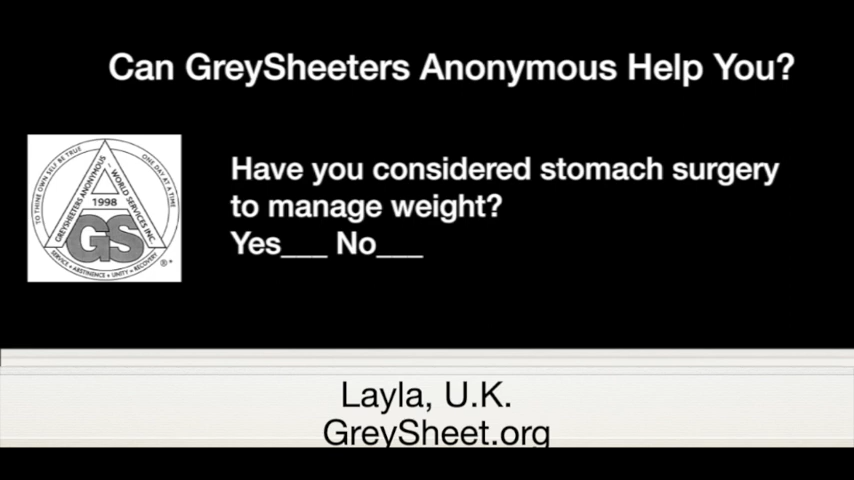 Can GreySheeters Anonymous Help You?
TO THINE OWN SELF BE TRUE
ONE DAY AT A TIME
GREYSHEETERS ANONYMOUS
WORLD SERVICES INC.
1998
GS
SERVICE • ABSTINENCE • UNITY • RECOVERY
®
Have you considered stomach surgery
to manage weight?
Yes___ No___
Layla, U.K.
GreySheet.org